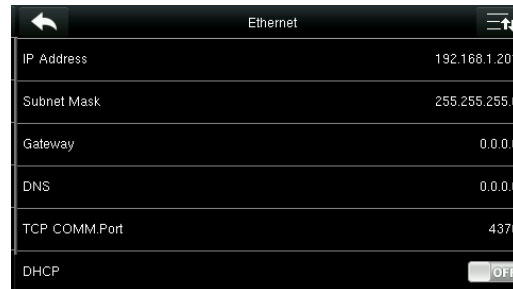 Ethernet
IP Address 192.168.1.20
Subnet Mask 255.255.255.
Gateway 0.0.0.
DNS 0.0.0.
TCP COMM.Port 437
DHCP OFF